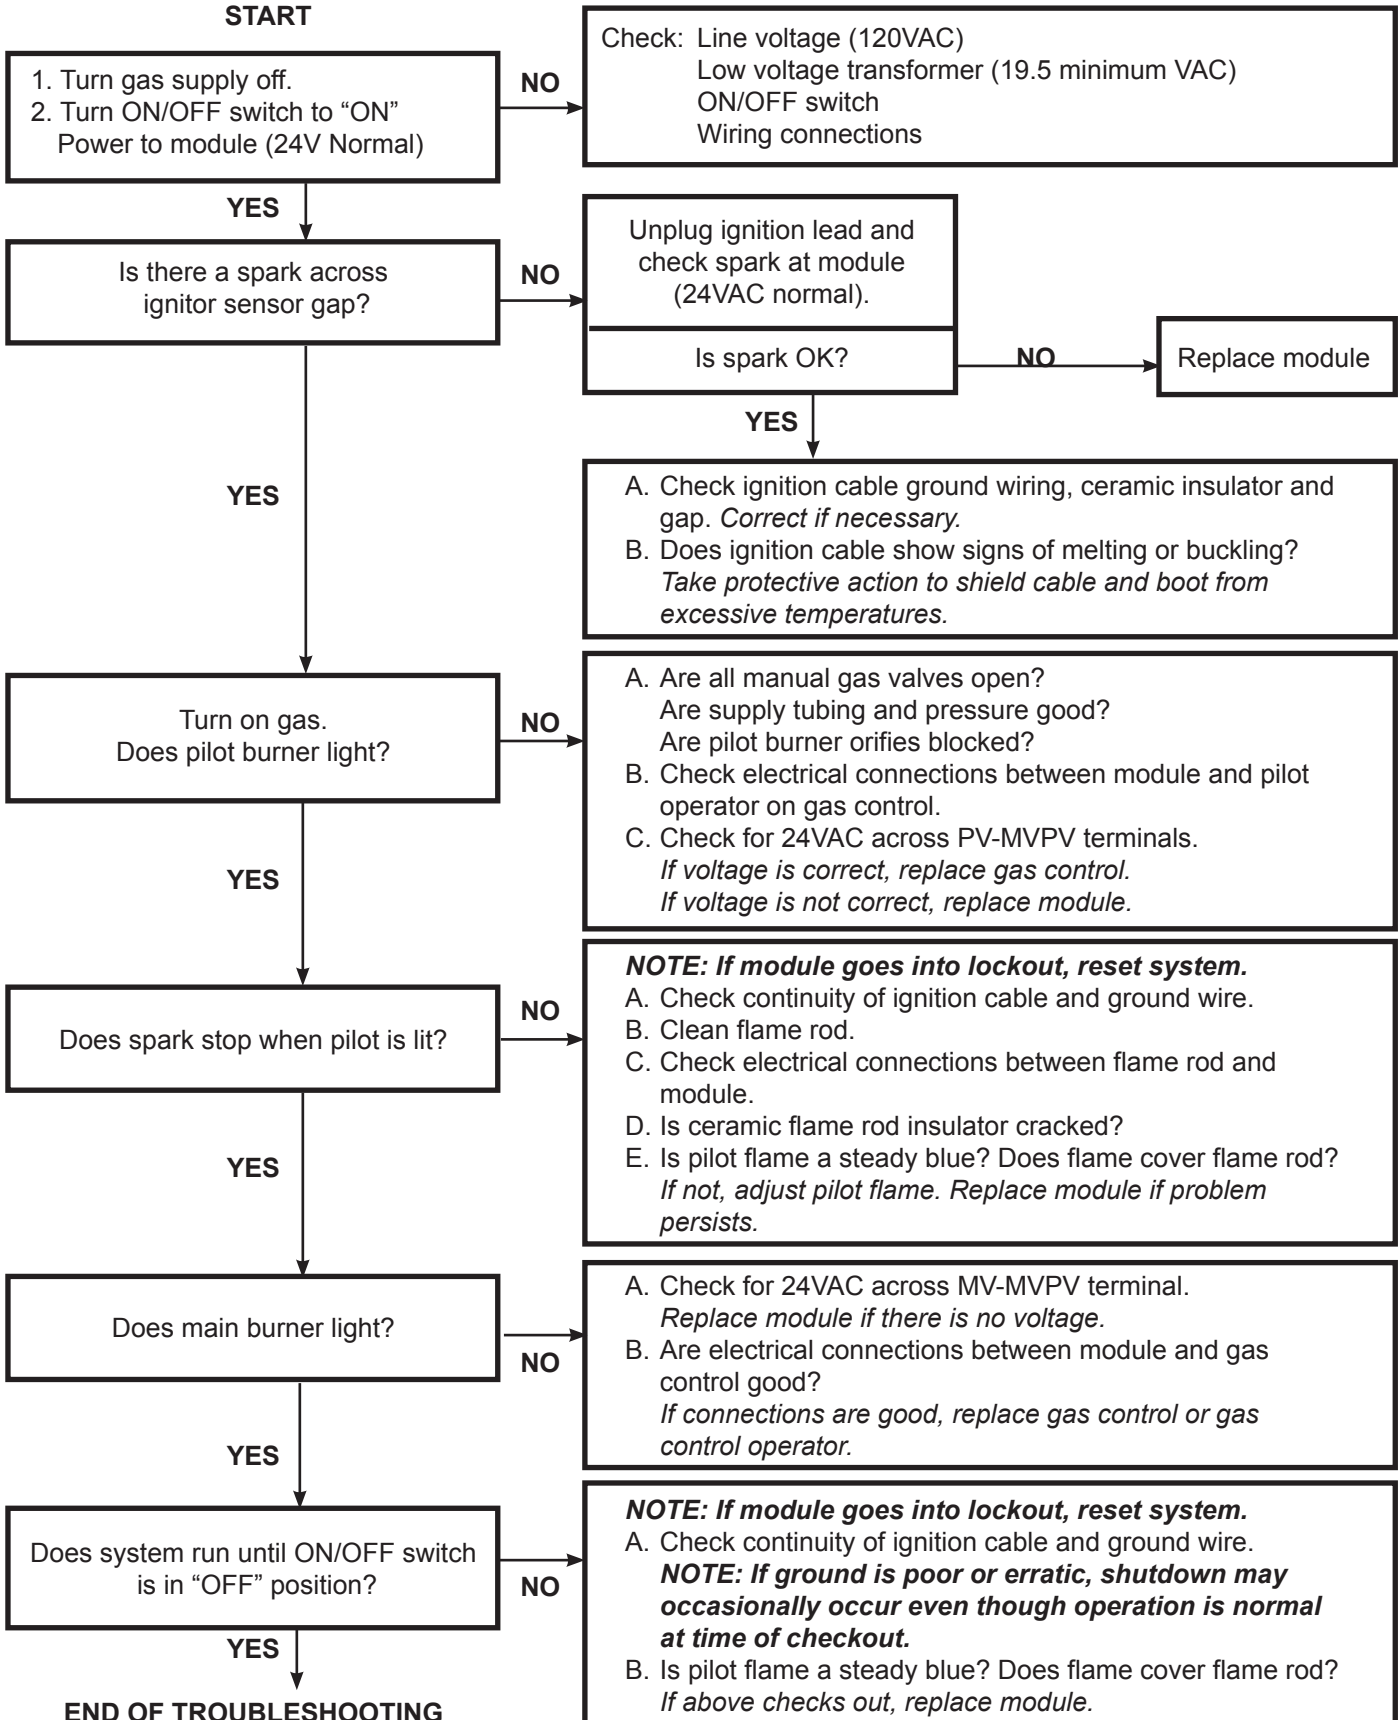 START
1. Turn gas supply off.
2. Turn ON/OFF switch to “ON”
Power to module (24V Normal)
NO
Check: Line voltage (120VAC)
Low voltage transformer (19.5 minimum VAC)
ON/OFF switch
Wiring connections
YES
Is there a spark across
ignitor sensor gap?
NO
Unplug ignition lead and
check spark at module
(24VAC normal).
Is spark OK?
NO
Replace module
YES
A. Check ignition cable ground wiring, ceramic insulator and
gap. Correct if necessary.
B. Does ignition cable show signs of melting or buckling?
Take protective action to shield cable and boot from
excessive temperatures.
YES
Turn on gas.
Does pilot burner light?
NO
A. Are all manual gas valves open?
Are supply tubing and pressure good?
Are pilot burner orifies blocked?
B. Check electrical connections between module and pilot
operator on gas control.
C. Check for 24VAC across PV-MVPV terminals.
If voltage is correct, replace gas control.
If voltage is not correct, replace module.
YES
Does spark stop when pilot is lit?
NO
NOTE: If module goes into lockout, reset system.
A. Check continuity of ignition cable and ground wire.
B. Clean flame rod.
C. Check electrical connections between flame rod and
module.
D. Is ceramic flame rod insulator cracked?
E. Is pilot flame a steady blue? Does flame cover flame rod?
If not, adjust pilot flame. Replace module if problem
persists.
YES
Does main burner light?
NO
A. Check for 24VAC across MV-MVPV terminal.
Replace module if there is no voltage.
B. Are electrical connections between module and gas
control good?
If connections are good, replace gas control or gas
control operator.
YES
Does system run until ON/OFF switch
is in “OFF” position?
NO
NOTE: If module goes into lockout, reset system.
A. Check continuity of ignition cable and ground wire.
NOTE: If ground is poor or erratic, shutdown may
occasionally occur even though operation is normal
at time of checkout.
B. Is pilot flame a steady blue? Does flame cover flame rod?
If above checks out, replace module.
YES
END OF TROUBLESHOOTING